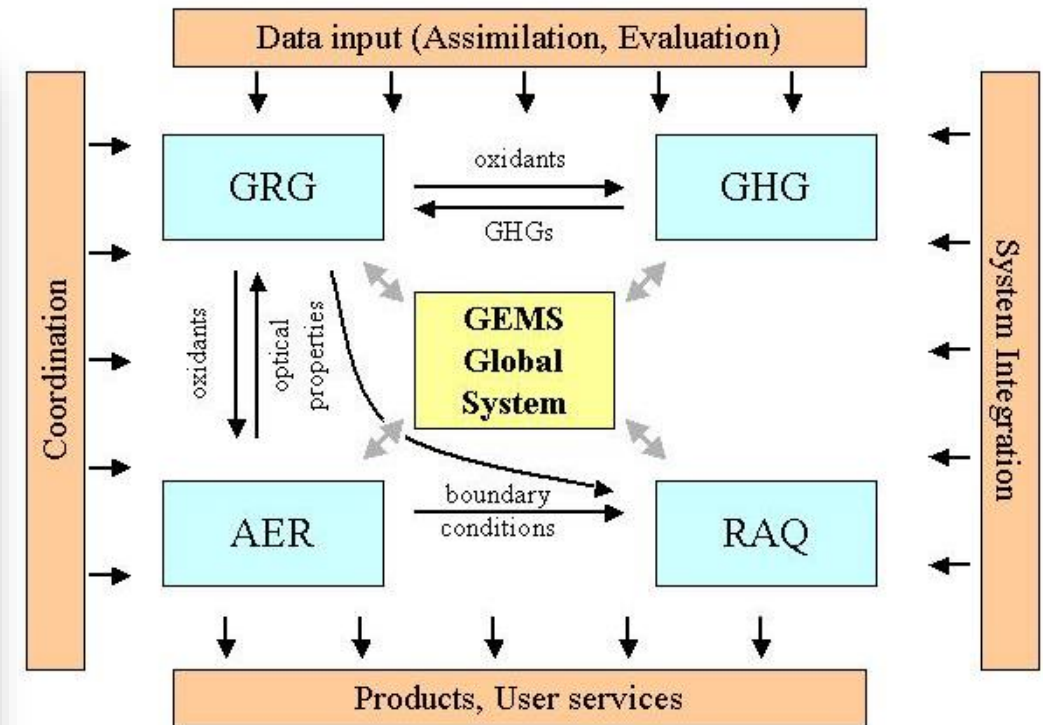 Data input (Assimilation, Evaluation)
Coordination
System Integration
GRG
oxidants
GHGs
GHG
oxidants
optical
properties
GEMS
Global
System
AER
boundary
conditions
RAQ
Products, User services